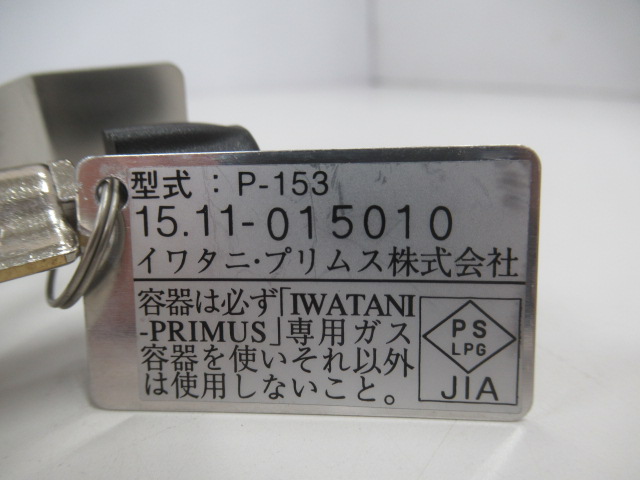 型式：P-153
15.11-015010
イワタニ・プリムス株式会社
容器は必ず「IWATANI
-PRIMUS」専用ガス
容器を使いそれ以外
は使用しないこと。
PS
LPG
JIA